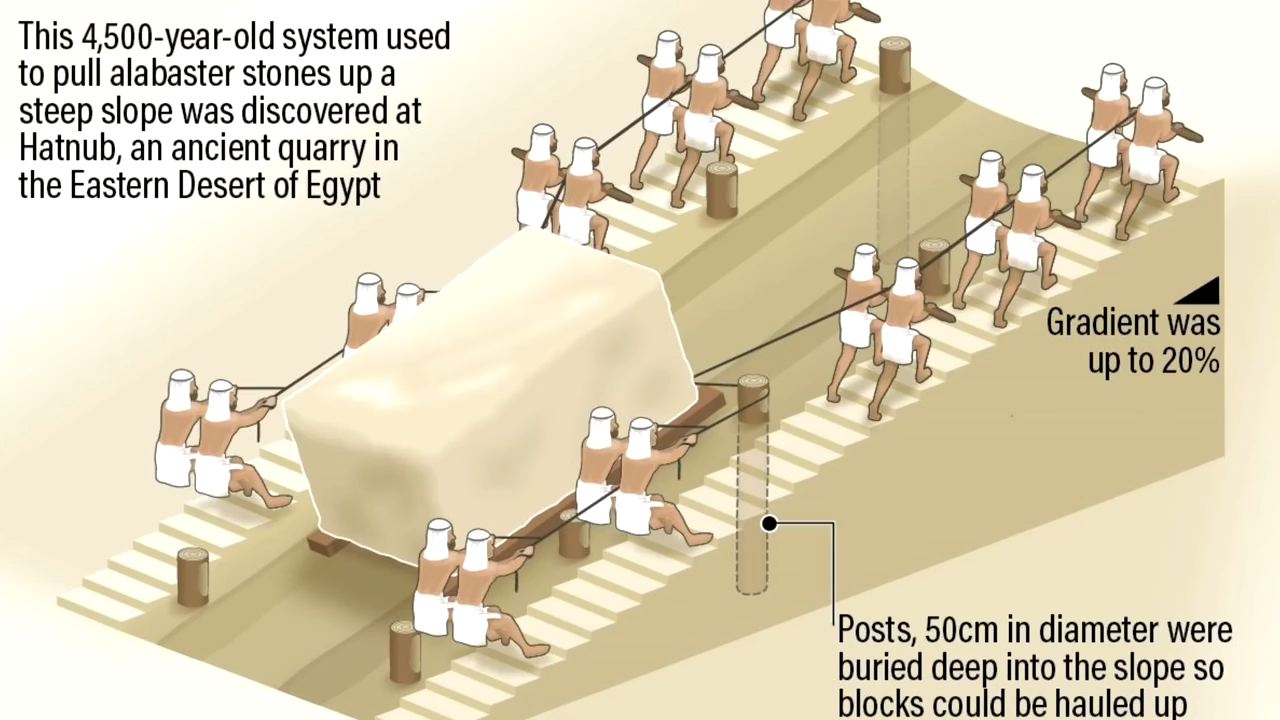 This 4,500-year-old system used
to pull alabaster stones up a
steep slope was discovered at
Hatnub, an ancient quarry in
the Eastern Desert of Egypt
Gradient was
up to 20%
Posts, 50cm in diameter were
buried deep into the slope so
blocks could be hauled up